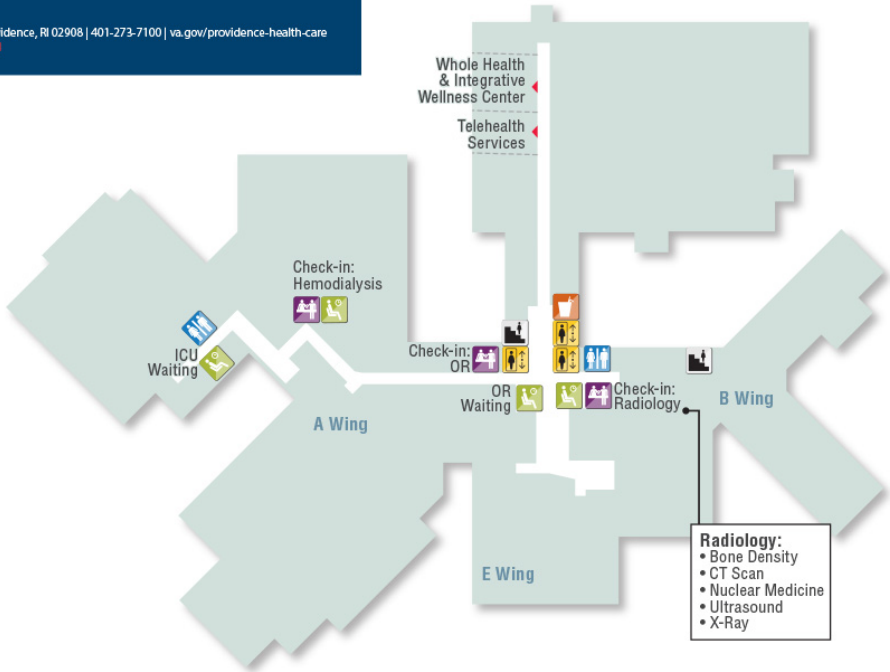 idence, RI 02908 | 401-273-7100 | va.gov/providence-health-care
Whole Health
& Integrative
Wellness Center
Telehealth
Services
Check-in:
Hemodialysis
ICU
Waiting
Check-in:
OR
OR
Waiting
Check-in:
Radiology
A Wing
B Wing
E Wing
Radiology:
• Bone Density
• CT Scan
• Nuclear Medicine
• Ultrasound
• X-Ray